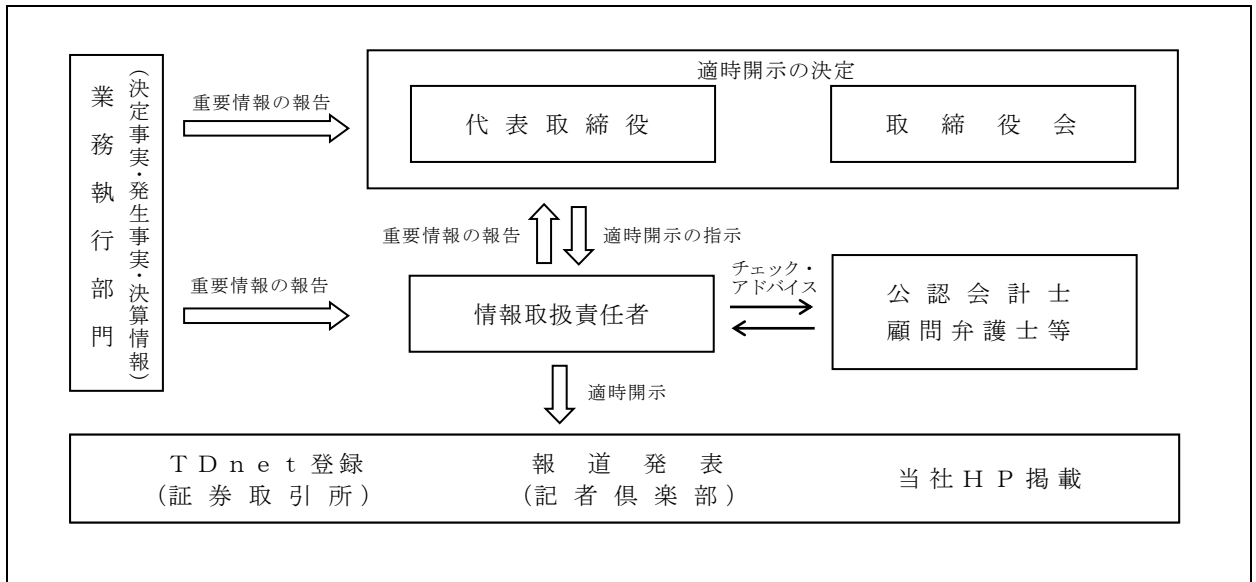 業務執行部門
（決定事実・発生事実・決算情報）
重要情報の報告
適時開示の決定
代表取締役
取締役会
重要情報の報告
適時開示の指示
重要情報の報告
情報取扱責任者
チェック・
アドバイス
公認会計士
顧問弁護士等
適時開示
ＴＤｎｅｔ登録
（証券取引所）
報道発表
（記者倶楽部）
当社ＨＰ掲載